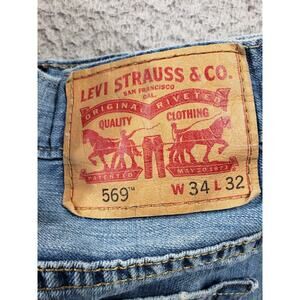 LEVI STRAUSS & CO.
SAN FRANCISCO
CAL.
ORIGINAL RIVETED
QUALITY CLOTHING
PATENTED MAY 20 1873
569™ W 34 L 32